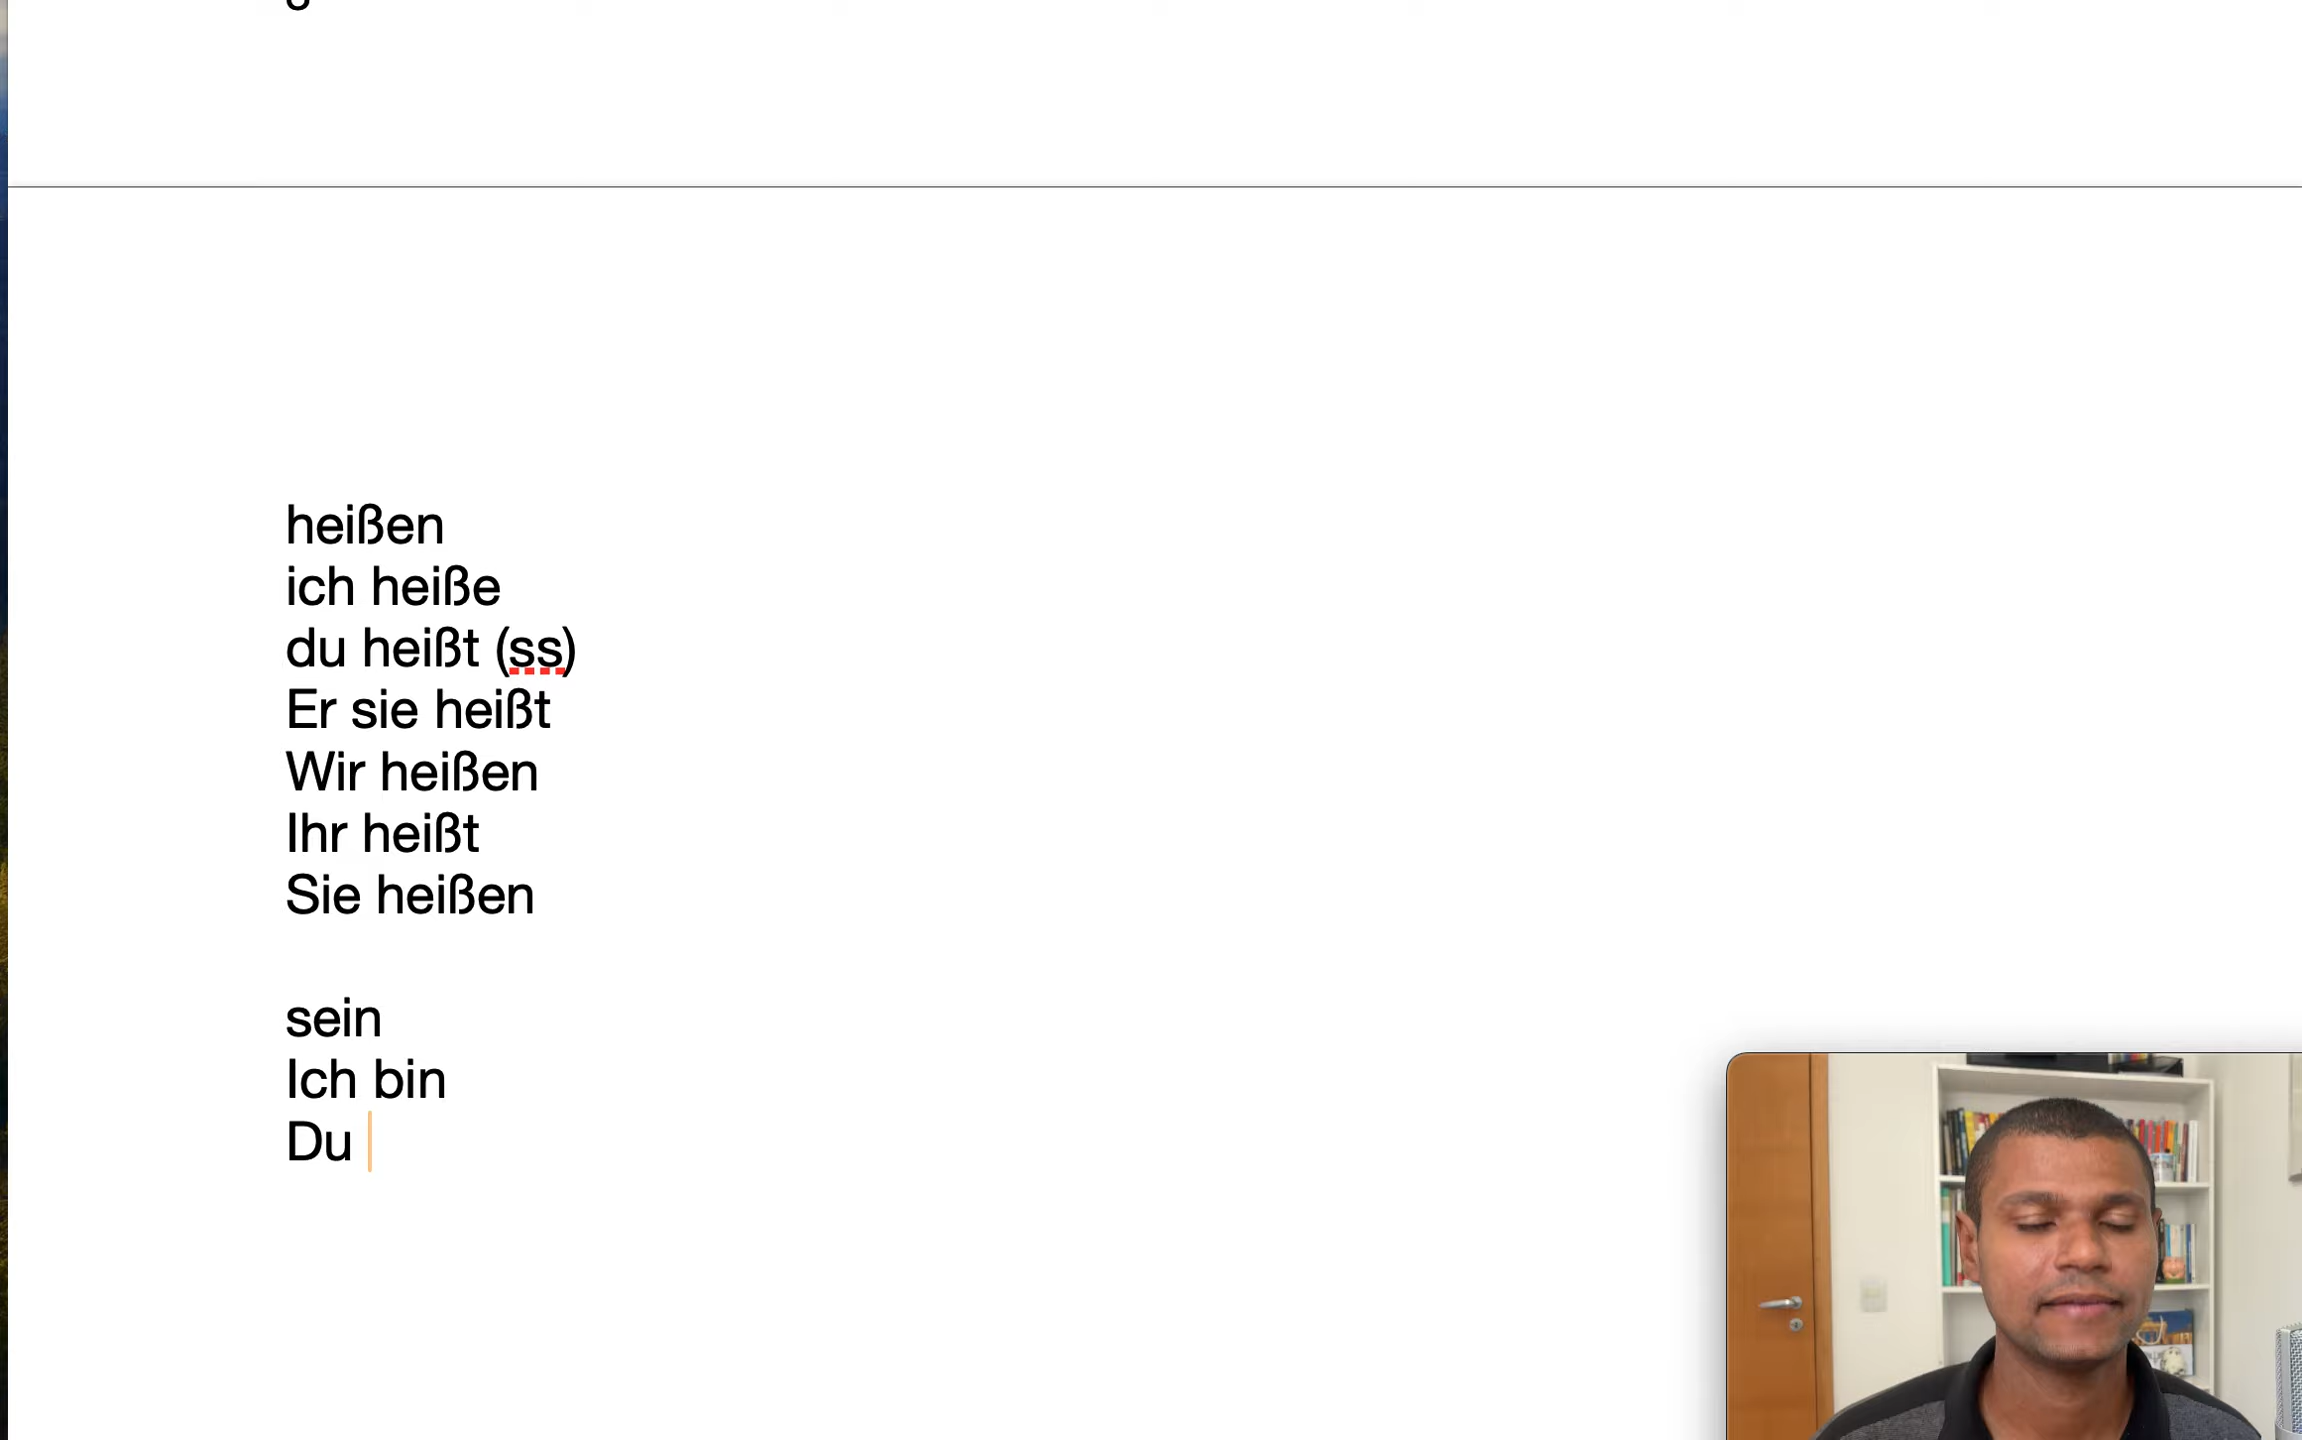 heißen
ich heiße
du heißt (ss)
Er sie heißt
Wir heißen
Ihr heißt
Sie heißen
sein
Ich bin
Du